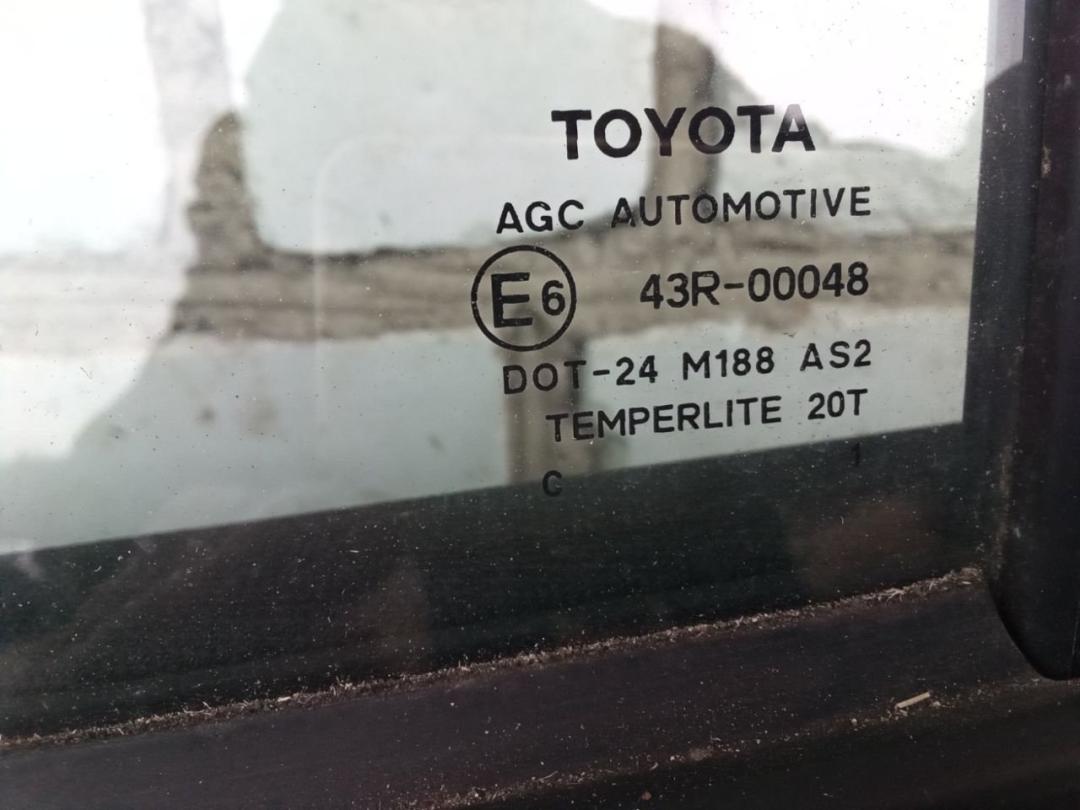 TOYOTA
AGC AUTOMOTIVE
E6 43R-00048
DOT-24 M188 AS2
TEMPERLITE 20T
C 1